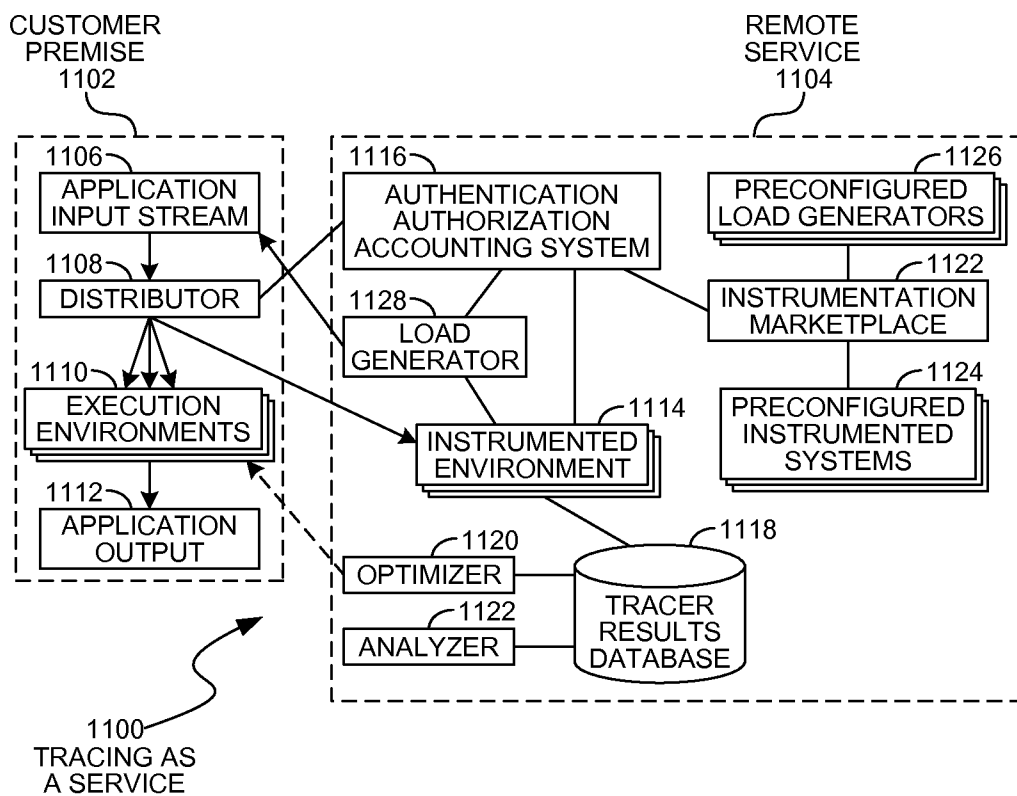 CUSTOMER
PREMISE
1102
REMOTE
SERVICE
1104
1106
APPLICATION
INPUT STREAM
1108
DISTRIBUTOR
1110
EXECUTION
ENVIRONMENTS
1112
APPLICATION
OUTPUT
1116
AUTHENTICATION
AUTHORIZATION
ACCOUNTING SYSTEM
1128
LOAD
GENERATOR
1114
INSTRUMENTED
ENVIRONMENT
1120
OPTIMIZER
1122
ANALYZER
1118
TRACER
RESULTS
DATABASE
1126
PRECONFIGURED
LOAD GENERATORS
1122
INSTRUMENTATION
MARKETPLACE
1124
PRECONFIGURED
INSTRUMENTED
SYSTEMS
1100
TRACING AS
A SERVICE